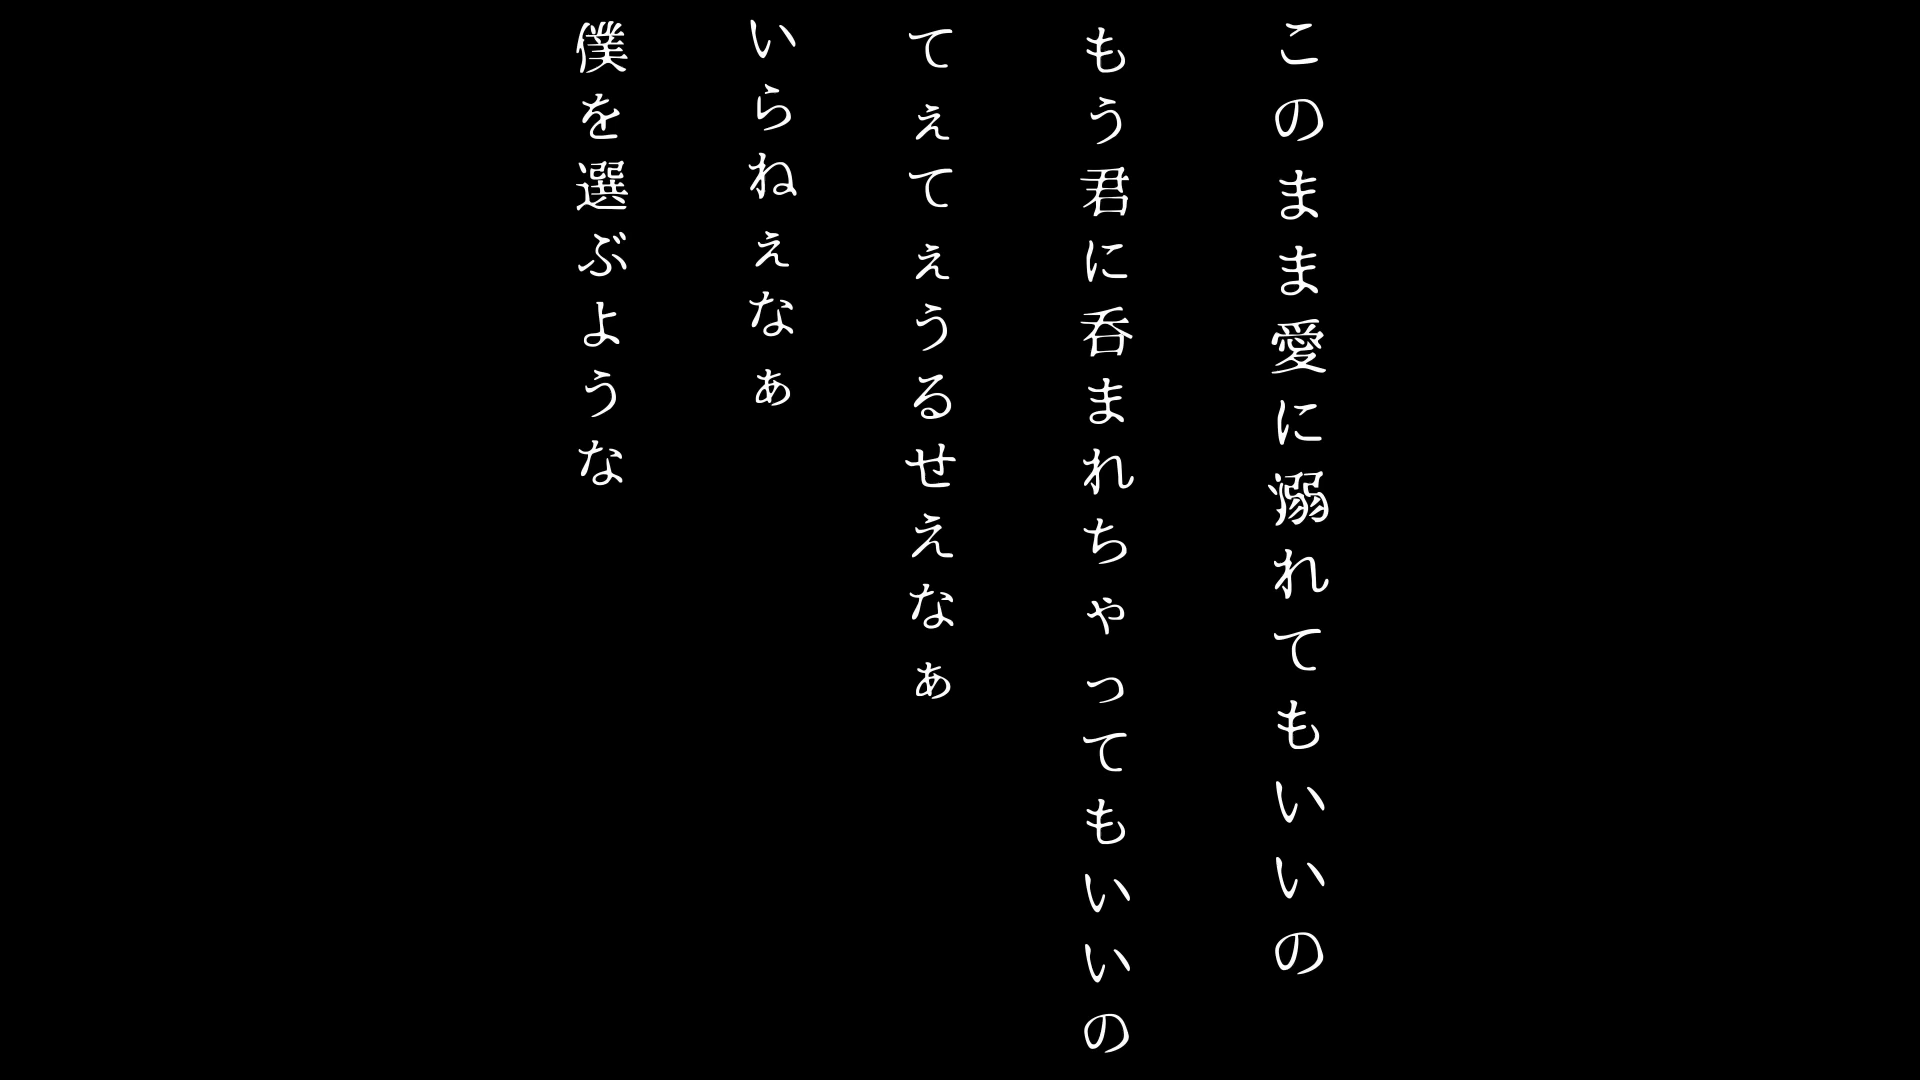 このまま愛に溺れてもいいの
もう君に呑まれちゃってもいいの
てぇてぇうるせえなぁ
いらねぇなぁ
僕を選ぶような